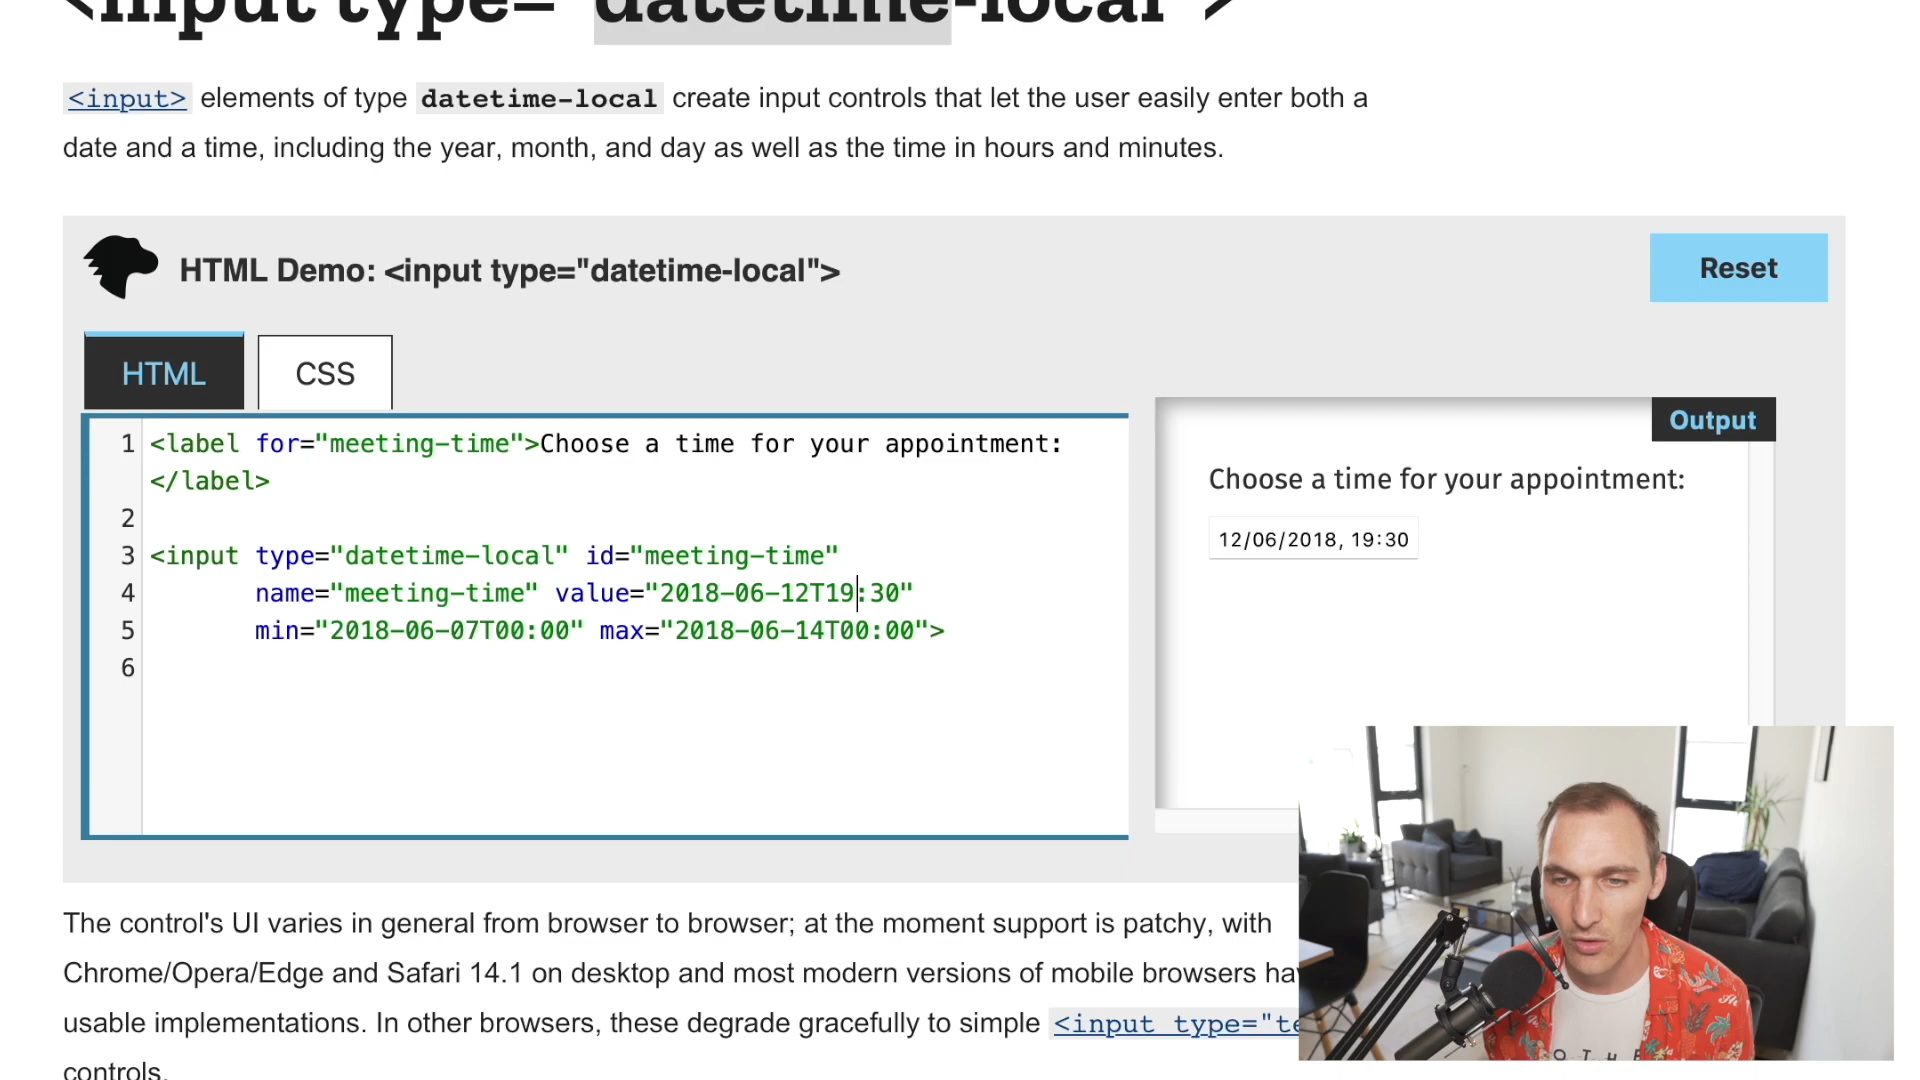 <input type="datetime-local">
<input> elements of type datetime-local create input controls that let the user easily enter both a
date and a time, including the year, month, and day as well as the time in hours and minutes.
HTML Demo: <input type="datetime-local">
Reset
HTML
CSS
1 <label for="meeting-time">Choose a time for your appointment:
</label>
2
3 <input type="datetime-local" id="meeting-time"
4 name="meeting-time" value="2018-06-12T19:30"
5 min="2018-06-07T00:00" max="2018-06-14T00:00">
6
Output
Choose a time for your appointment:
12/06/2018, 19:30
The control's UI varies in general from browser to browser; at the moment support is patchy, with
Chrome/Opera/Edge and Safari 14.1 on desktop and most modern versions of mobile browsers
usable implementations. In other browsers, these degrade gracefully to simple <input type="te
controls.